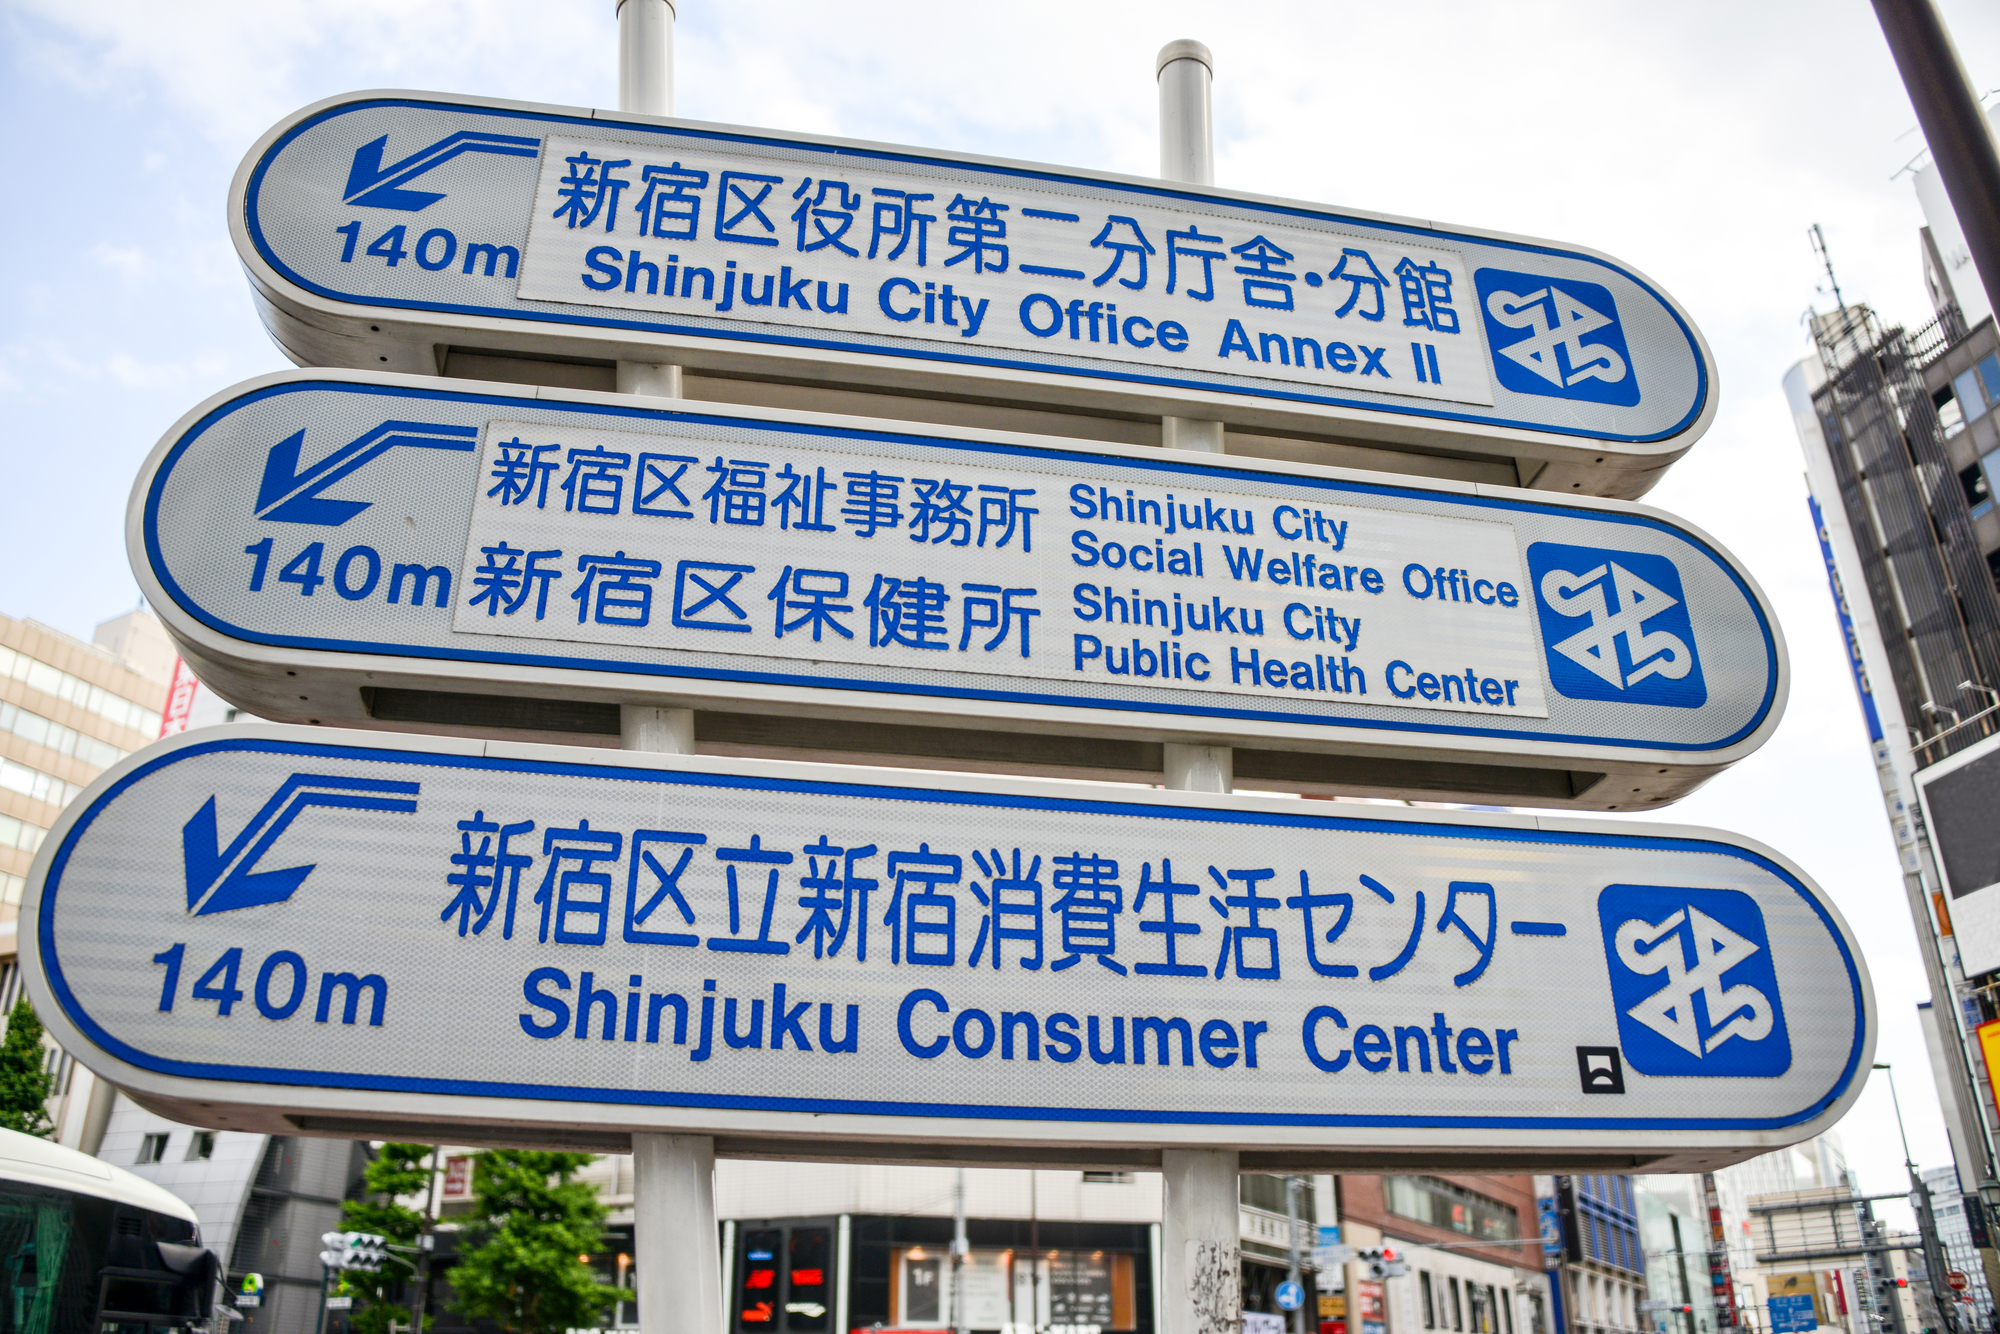 新宿区役所第二分庁舎・分館
Shinjuku City Office Annex II
140m
新宿区福祉事務所
Shinjuku City
Social Welfare Office
新宿区保健所
Shinjuku City
Public Health Center
140m
新宿区立新宿消費生活センター
Shinjuku Consumer Center
140m
1F